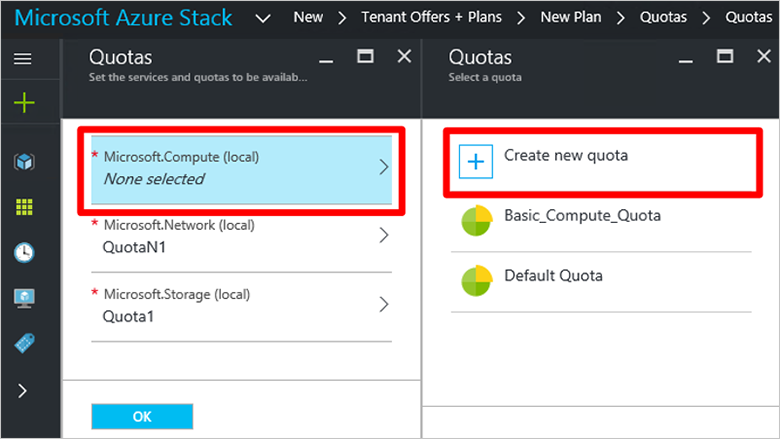 Microsoft Azure Stack New > Tenant Offers + Plans > New Plan > Quotas > Quotas
Quotas
Set the services and quotas to be availab...
* Microsoft.Compute (local)
None selected
* Microsoft.Network (local)
QuotaN1
* Microsoft.Storage (local)
Quota1
OK
Quotas
Select a quota
Create new quota
Basic_Compute_Quota
Default Quota